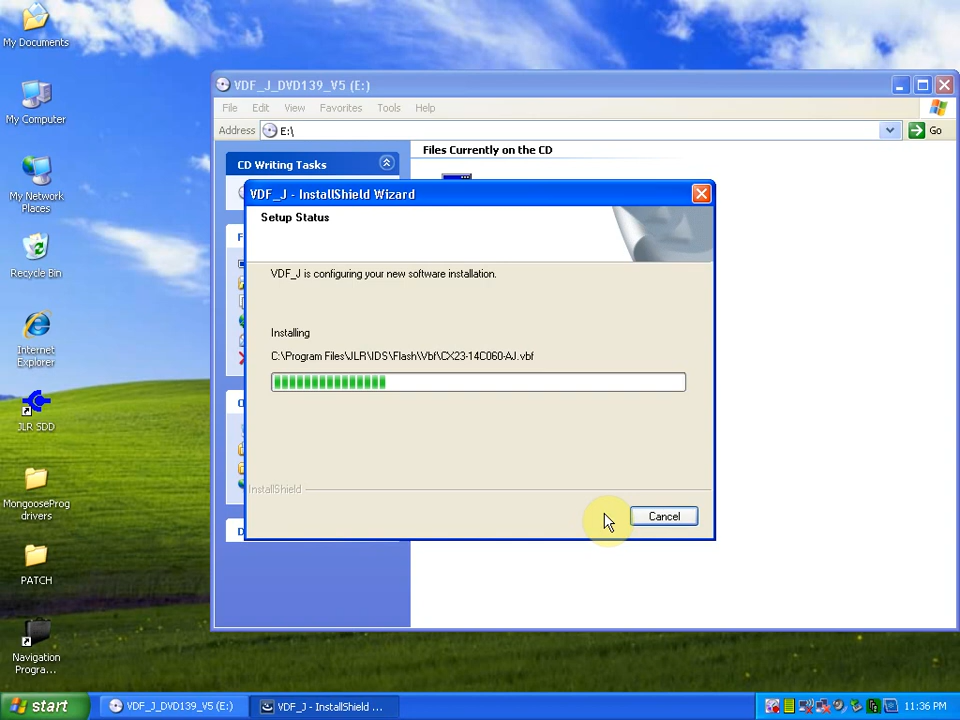 My Documents
My Computer
My Network
Places
Recycle Bin
Internet
Explorer
JLR SDD
MongooseProg
drivers
PATCH
Navigation
Progra...
VDF_J_DVD139_V5 (E:)
File Edit View Favorites Tools Help
Address E:\ Go
CD Writing Tasks
Files Currently on the CD
VDF_J - InstallShield Wizard
Setup Status
VDF_J is configuring your new software installation.
Installing
C:\Program Files\JLR\IDS\Flash\Vbf\CX23-14C060-AJ.vbf
InstallShield
Cancel
start
VDF_J_DVD139_V5 (E:)
VDF_J - InstallShield ...
11:36 PM